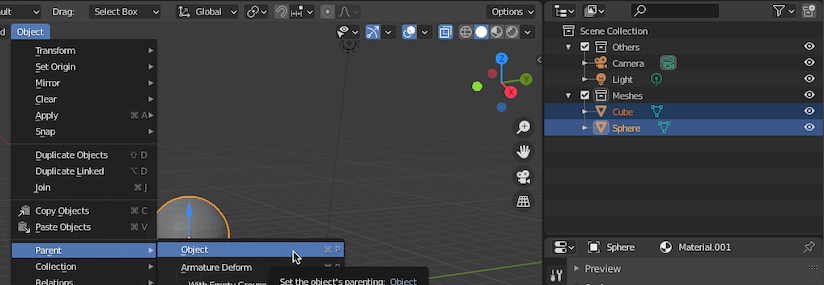 ult Drag: Select Box Global Options
d Object
Transform
Set Origin
Mirror
Clear
Apply ⌘ A
Snap
Duplicate Objects ⇧ D
Duplicate Linked ⌥ D
Join ⌘ J
Copy Objects ⌘ C
Paste Objects ⌘ V
Parent
Collection
Relations
Object ⌘ P
Armature Deform ⌘ P
With Empty Groups
Set the object's parenting: Object
Z
Y
X
Scene Collection
Others
Camera
Light
Meshes
Cube
Sphere
Sphere Material.001
Preview